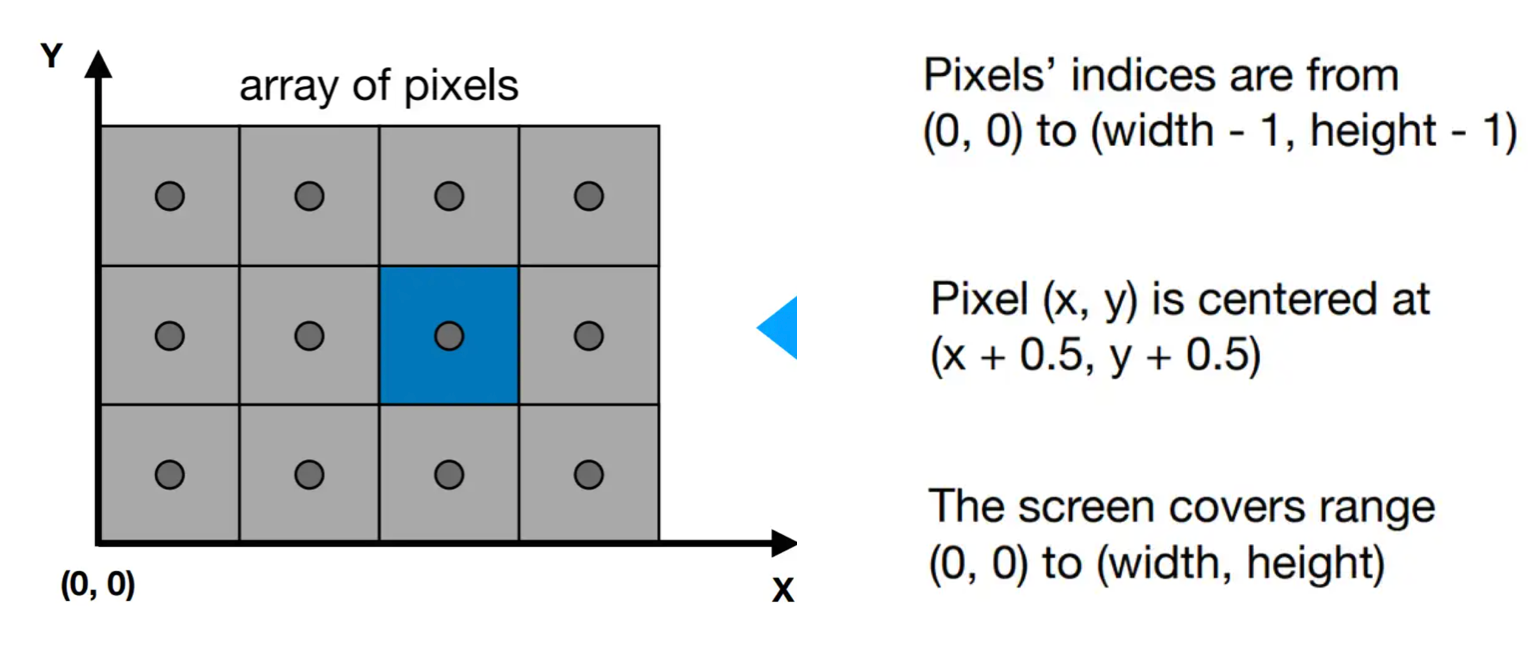 Y
array of pixels
(0, 0)
X
Pixels’ indices are from
(0, 0) to (width - 1, height - 1)
Pixel (x, y) is centered at
(x + 0.5, y + 0.5)
The screen covers range
(0, 0) to (width, height)